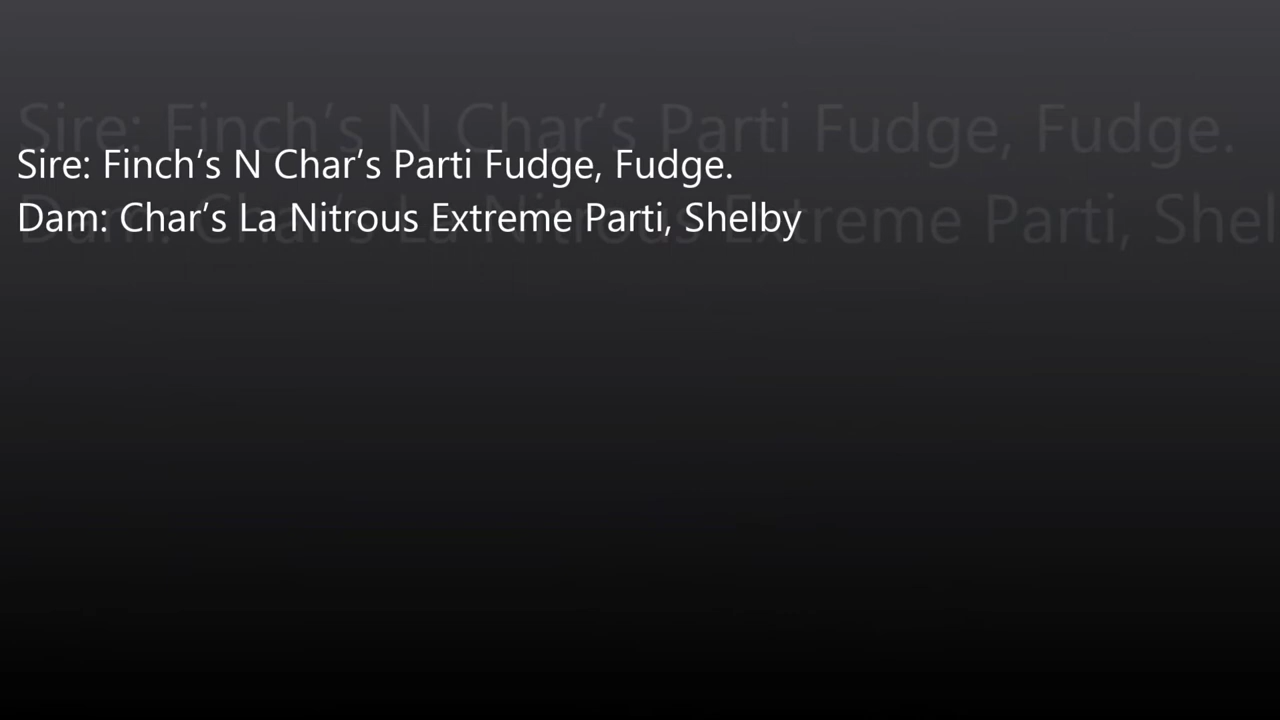 Sire: Finch’s N Char’s Parti Fudge, Fudge.
Dam: Char’s La Nitrous Extreme Parti, Shelby